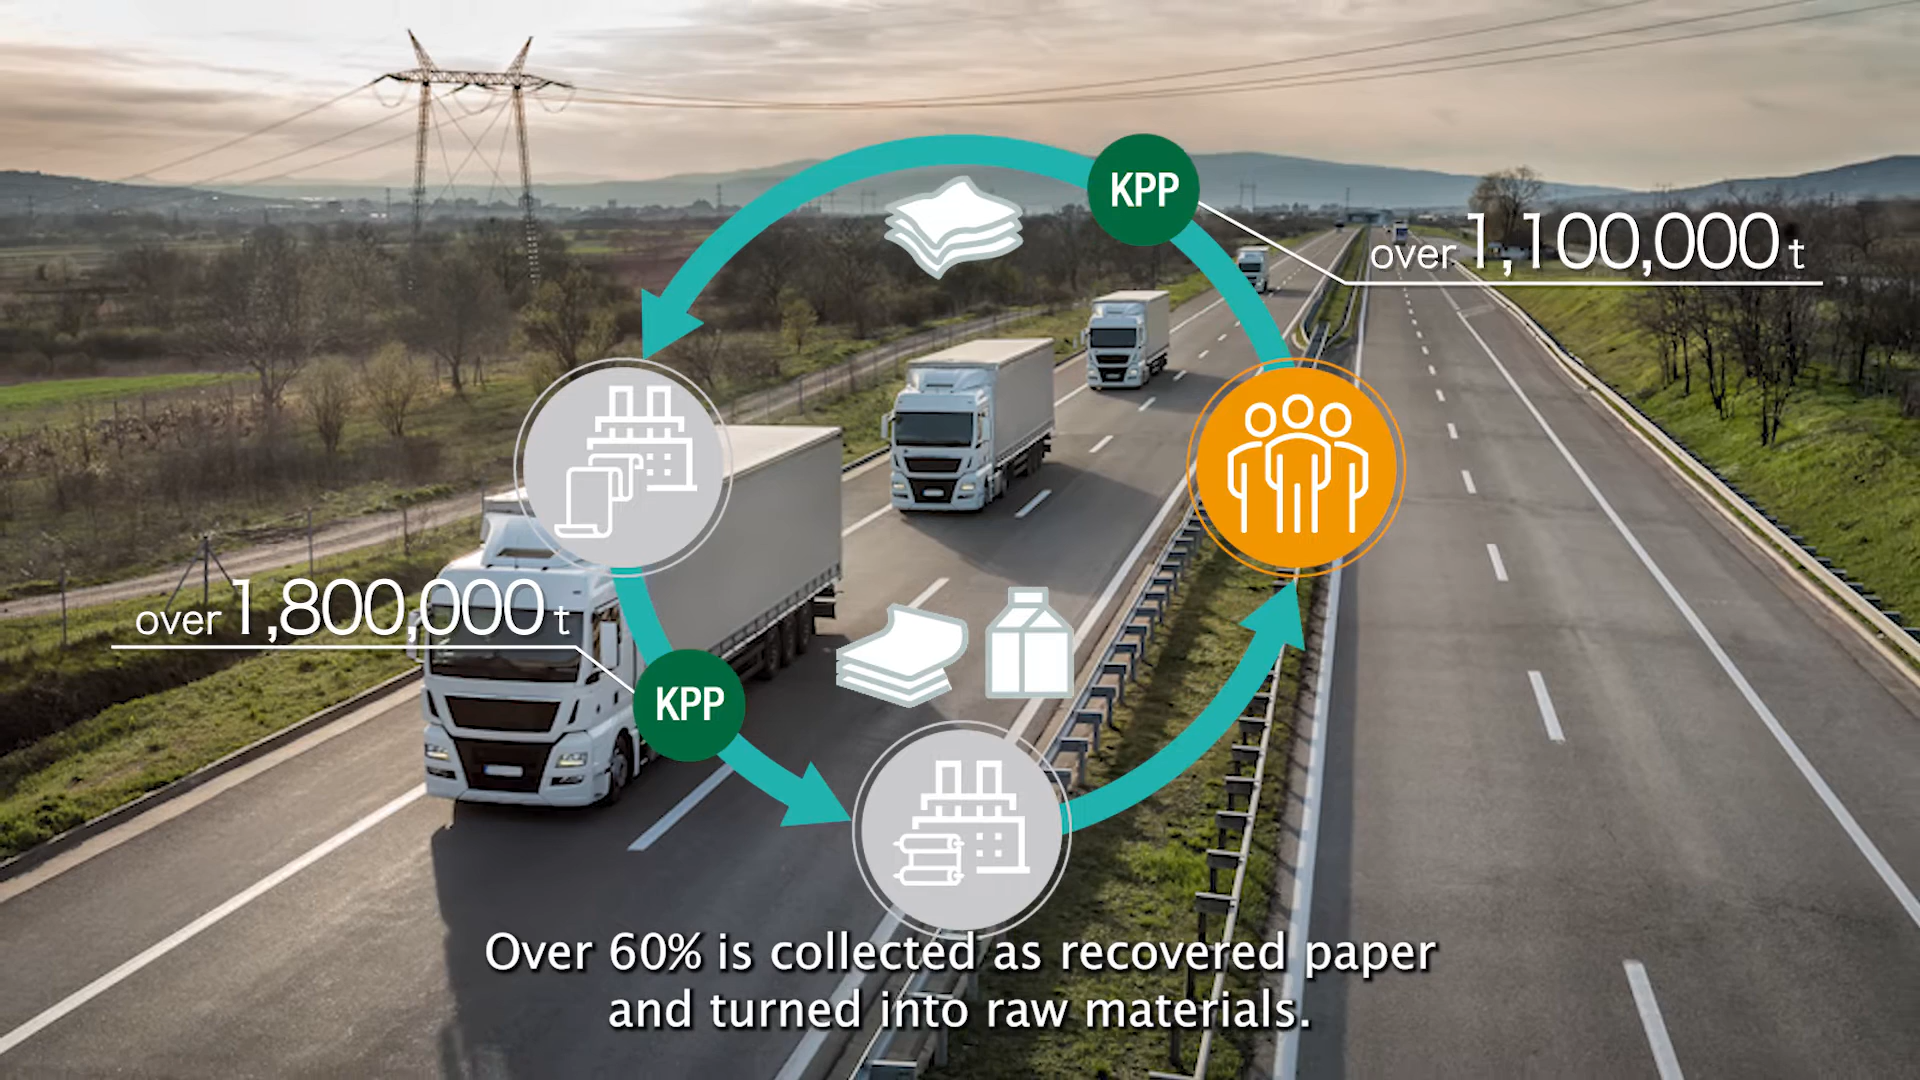 KPP
over 1,100,000 t
over 1,800,000 t
KPP
Over 60% is collected as recovered paper
and turned into raw materials.